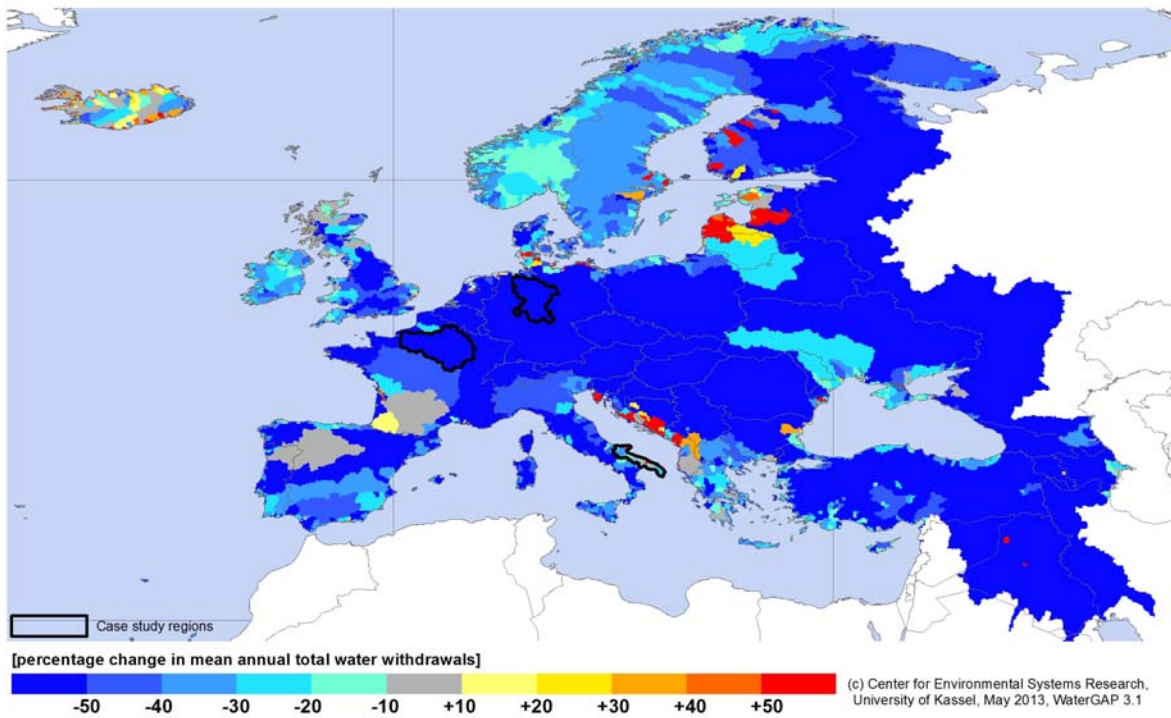 Case study regions
[percentage change in mean annual total water withdrawals]
-50 -40 -30 -20 -10 +10 +20 +30 +40 +50
(c) Center for Environmental Systems Research,
University of Kassel, May 2013, WaterGAP 3.1